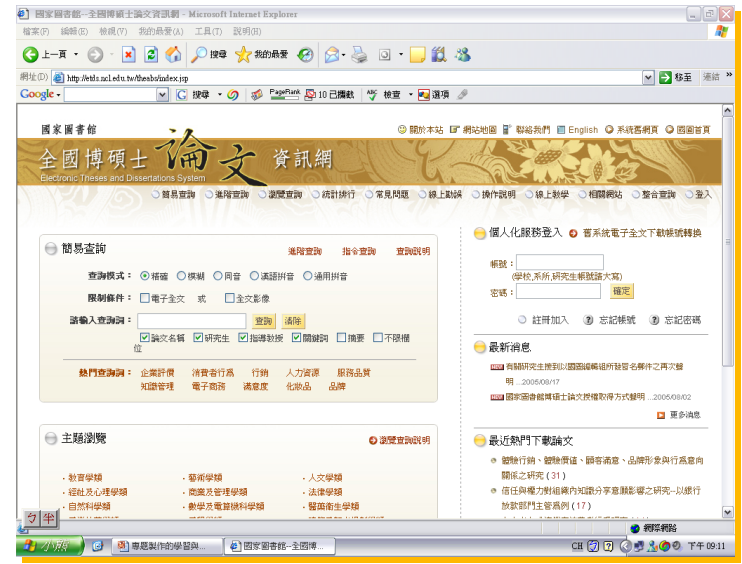 國家圖書館--全國博碩士論文資訊網 - Microsoft Internet Explorer
檔案(F) 編輯(E) 檢視(V) 我的最愛(A) 工具(T) 說明(H)
上一頁 搜尋 我的最愛
網址(D) http://etds.ncl.edu.tw/theabs/index.jsp 移至 連結 »
Google 搜尋 PageRank 10 已攔截 檢查 選項
國家圖書館
關於本站 網站地圖 聯絡我們 English 系統舊網頁 國圖首頁
全國博碩士 論文 資訊網
Electronic Theses and Dissertations System
簡易查詢 進階查詢 瀏覽查詢 統計排行 常見問題 線上勘誤 操作說明 線上教學 相關網站 整合查詢 登入
簡易查詢 進階查詢 指令查詢 查詢說明
查詢模式： 精確 模糊 同音 漢語拼音 通用拼音
限制條件： 電子全文 或 全文影像
請輸入查詢詞： 查詢 清除
論文名稱 研究生 指導教授 關鍵詞 摘要 不限欄
位
熱門查詢詞： 企業評價 消費者行為 行銷 人力資源 服務品質
知識管理 電子商務 滿意度 化妝品 品牌
主題瀏覽 瀏覽查詢說明
· 教育學類 · 藝術學類 · 人文學類
· 經社及心理學類 · 商業及管理學類 · 法律學類
· 自然科學類 · 數學及電算機科學類 · 醫藥衛生學類
個人化服務登入 舊系統電子全文下載帳號轉換
帳號：
(學校,系所,研究生帳號請大寫)
密碼： 確定
註冊加入 忘記帳號 忘記密碼
最新消息
有關研究生接到以國圖編輯組所發簽名郵件之再次聲
明 ...2005/08/17
國家圖書館博碩士論文授權取得方式聲明 ...2005/08/02
更多消息
最近熱門下載論文
體驗行銷、體驗價值、顧客滿意、品牌形象與行為意向
關係之研究 ( 31 )
信任與權力對組織內知識分享意願影響之研究--以銀行
放款部門主管為例 ( 17 )
ㄅ 半
網際網路
專題製作的學習與... 國家圖書館--全國博...
CH 下午 09:11